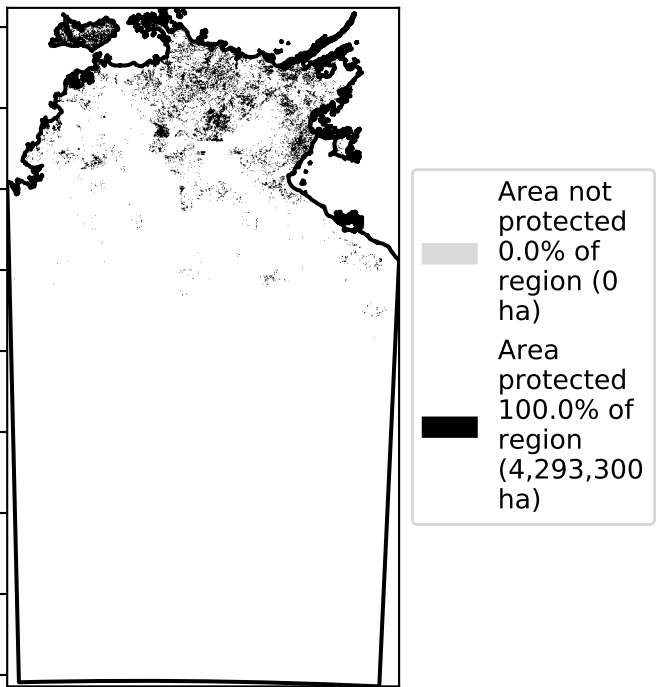 Area not
protected
0.0% of
region (0
ha)
Area
protected
100.0% of
region
(4,293,300
ha)